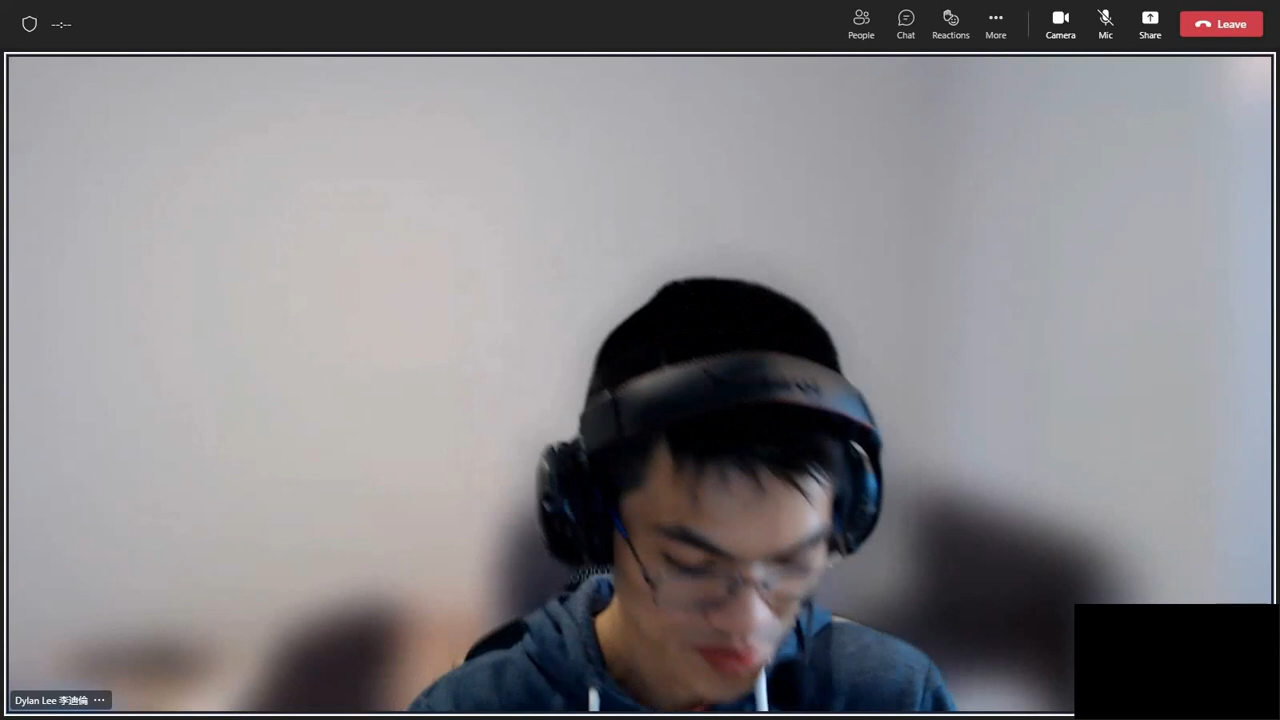 --:--
People
Chat
Reactions
More
Camera
Mic
Share
Leave
Dylan Lee 李迪倫